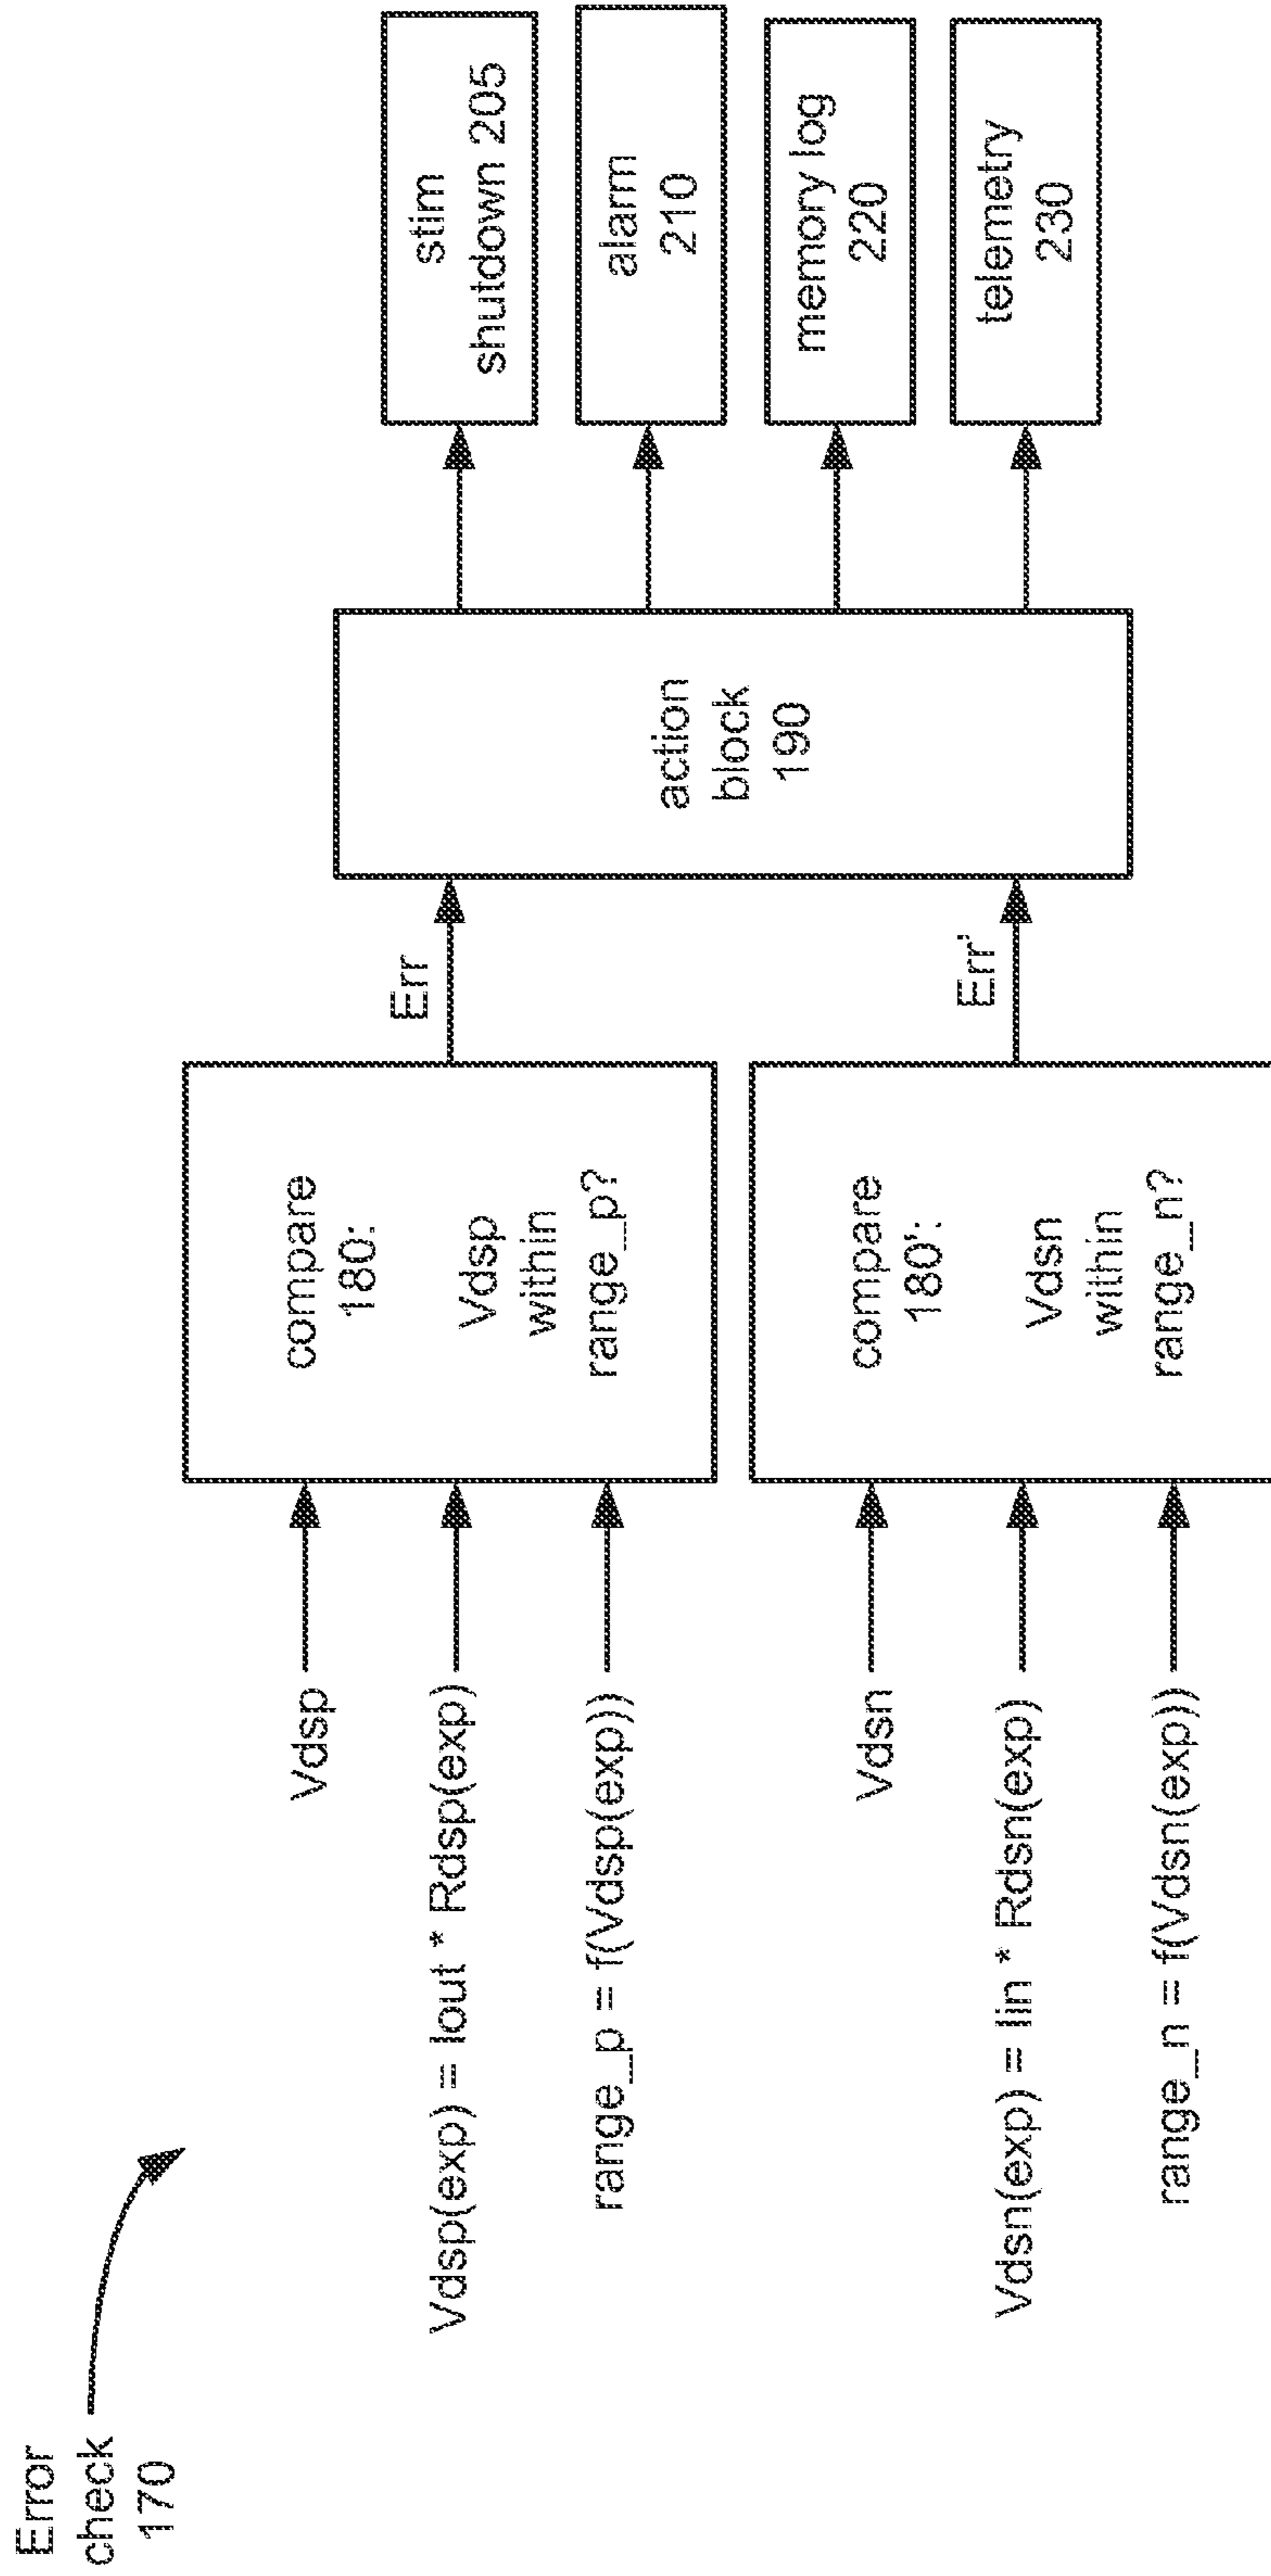 Error
check
170
Vdsp
Vdsp(exp) = Iout * Rdsp(exp)
range_p = f(Vdsp(exp))
compare
180:
Vdsp
within
range_p?
Err
Vdsn
Vdsn(exp) = Iin * Rdsn(exp)
range_n = f(Vdsn(exp))
compare
180':
Vdsn
within
range_n?
Err'
action
block
190
stim
shutdown 205
alarm
210
memory log
220
telemetry
230